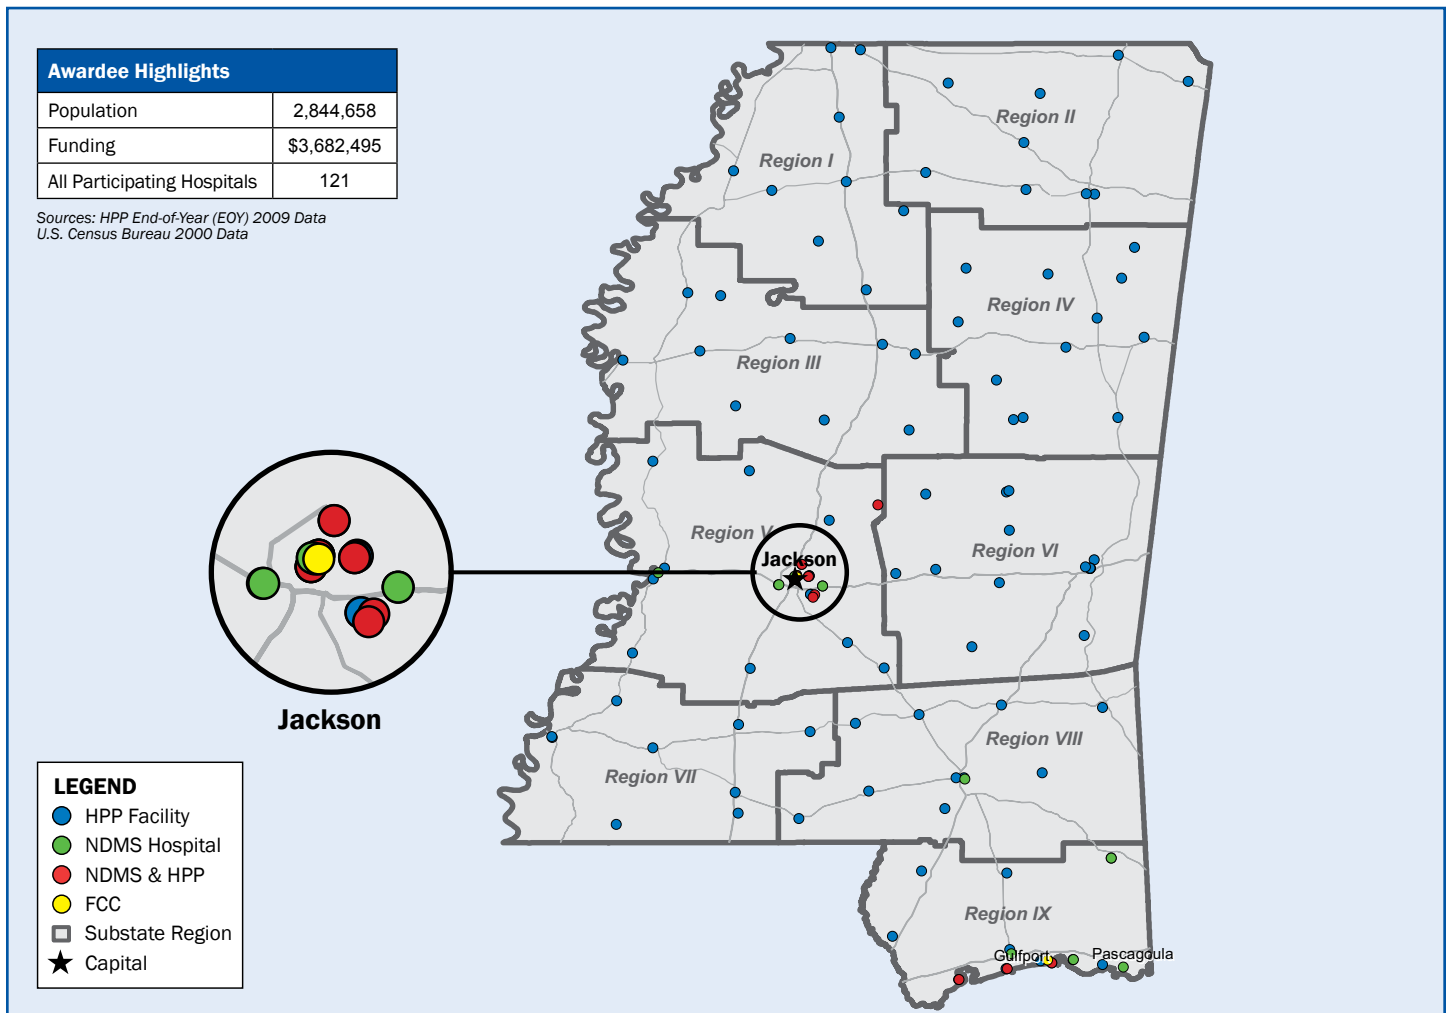 Awardee Highlights
Population 2,844,658
Funding $3,682,495
All Participating Hospitals 121
Sources: HPP End-of-Year (EOY) 2009 Data
U.S. Census Bureau 2000 Data
Region I
Region II
Region III
Region IV
Region V
Region VI
Jackson
Jackson
Region VII
Region VIII
Region IX
Gulfport
Pascagoula
LEGEND
HPP Facility
NDMS Hospital
NDMS & HPP
FCC
Substate Region
Capital